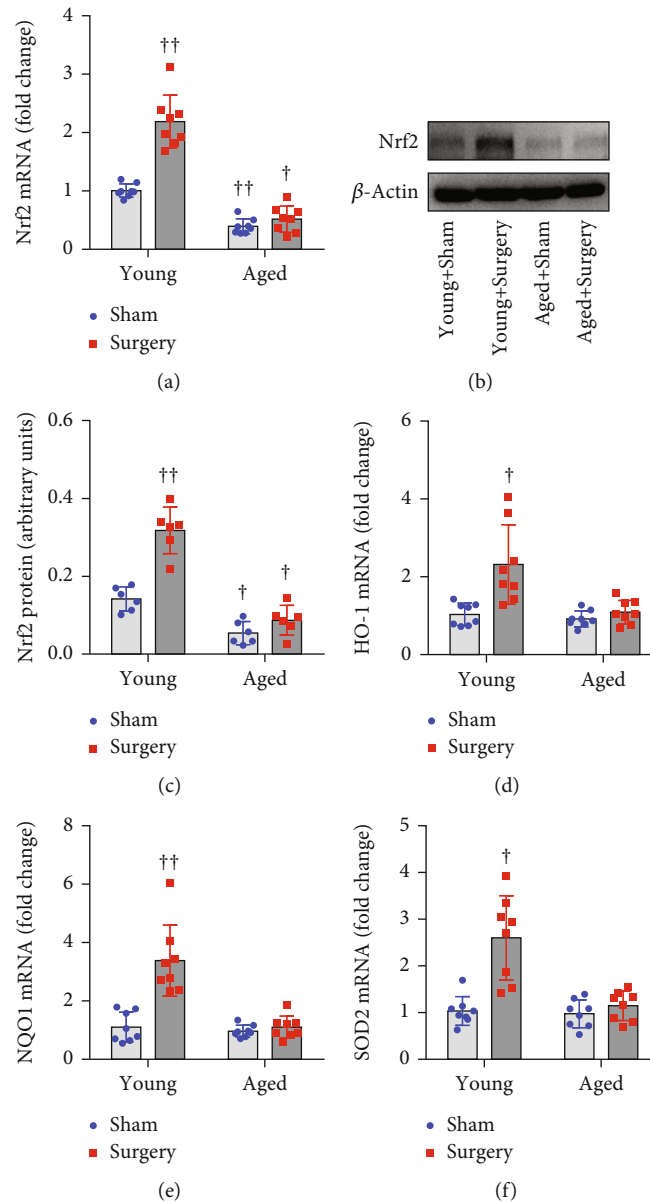 Nrf2 mRNA (fold change)
4
3
2
1
0
††
††
†
Young
Aged
Sham
Surgery
(a)
Nrf2
β-Actin
Young+Sham
Young+Surgery
Aged+Sham
Aged+Surgery
(b)
Nrf2 protein (arbitrary units)
0.6
0.4
0.2
0.0
††
†
†
Young
Aged
Sham
Surgery
(c)
HO-1 mRNA (fold change)
6
4
2
0
†
Young
Aged
Sham
Surgery
(d)
NQO1 mRNA (fold change)
8
6
4
2
0
††
Young
Aged
Sham
Surgery
(e)
SOD2 mRNA (fold change)
5
4
3
2
1
0
†
Young
Aged
Sham
Surgery
(f)